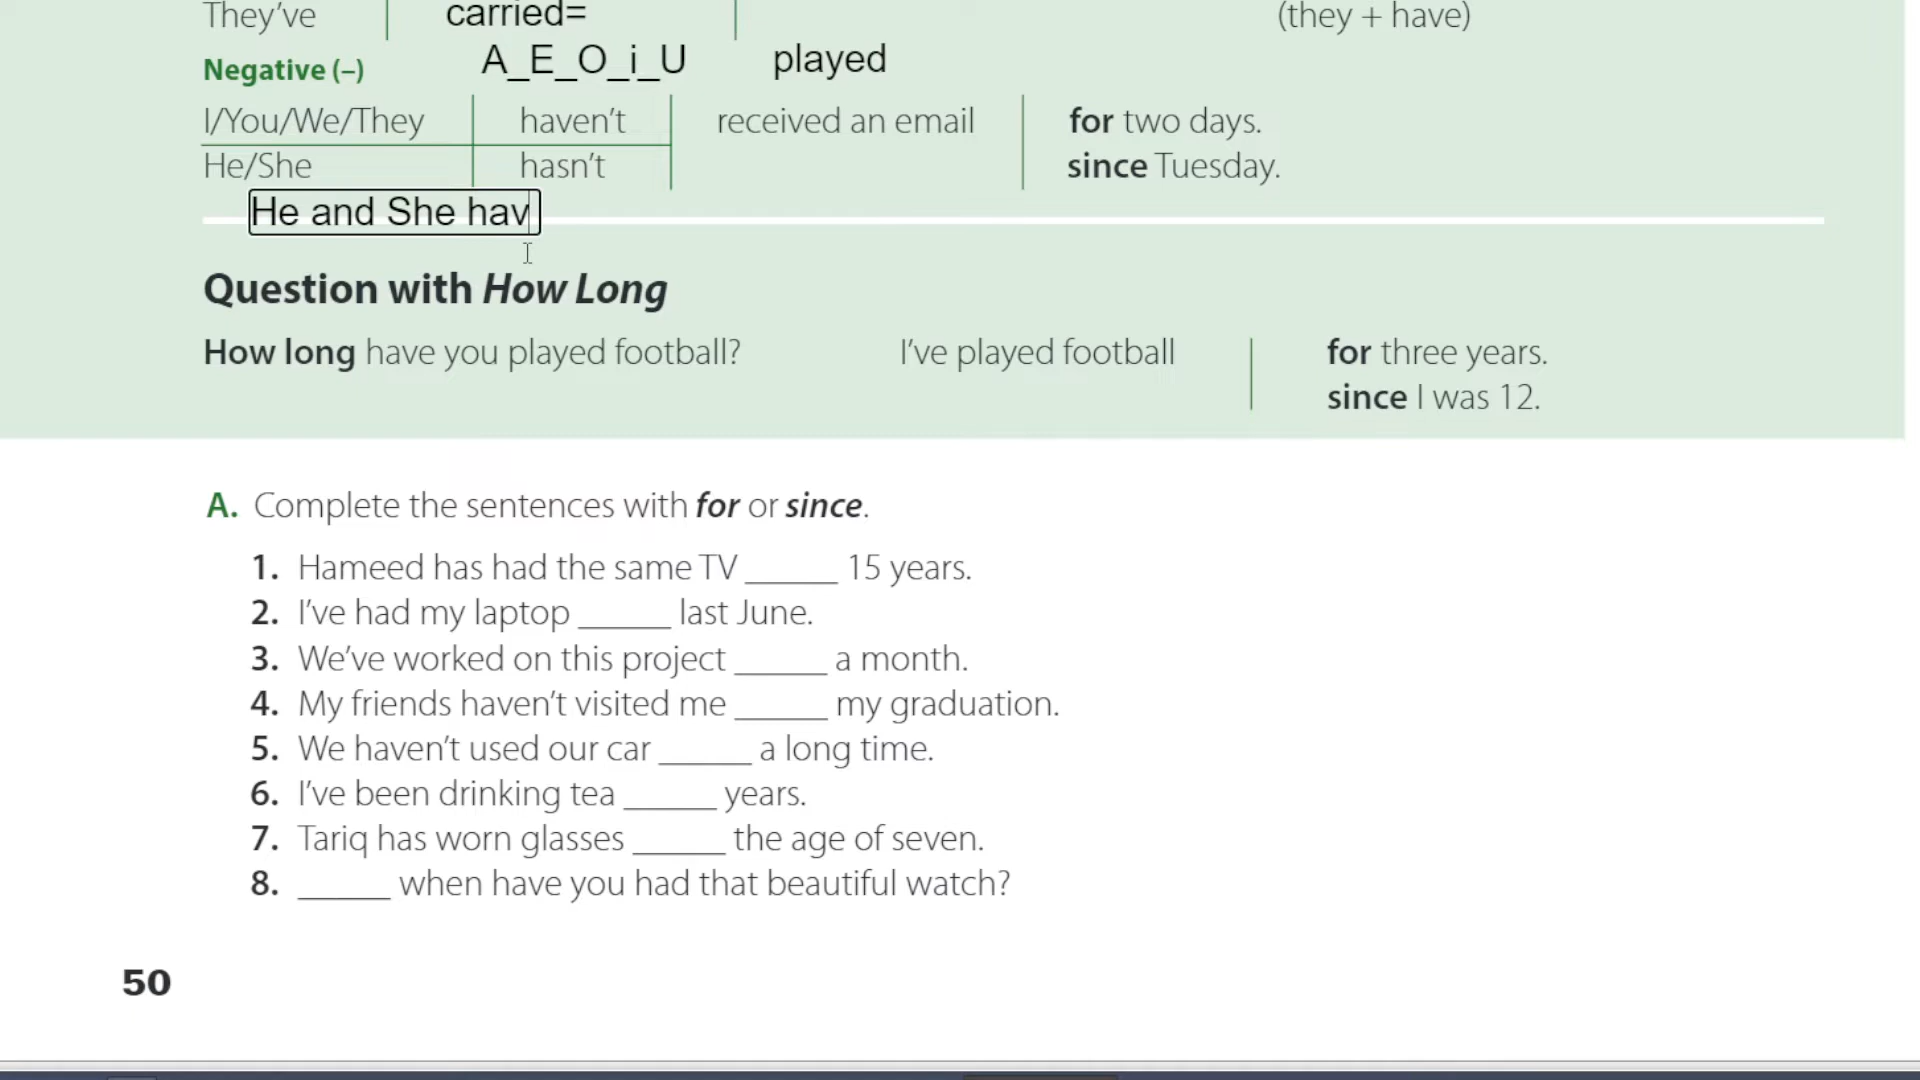 They’ve carried= (they + have)
Negative (–) A_E_O_i_U played
I/You/We/They haven’t received an email for two days.
He/She hasn’t since Tuesday.
He and She hav
Question with How Long
How long have you played football? I’ve played football for three years.
since I was 12.
A. Complete the sentences with for or since.
1. Hameed has had the same TV ______ 15 years.
2. I’ve had my laptop ______ last June.
3. We’ve worked on this project ______ a month.
4. My friends haven’t visited me ______ my graduation.
5. We haven’t used our car ______ a long time.
6. I’ve been drinking tea ______ years.
7. Tariq has worn glasses ______ the age of seven.
8. ______ when have you had that beautiful watch?
50